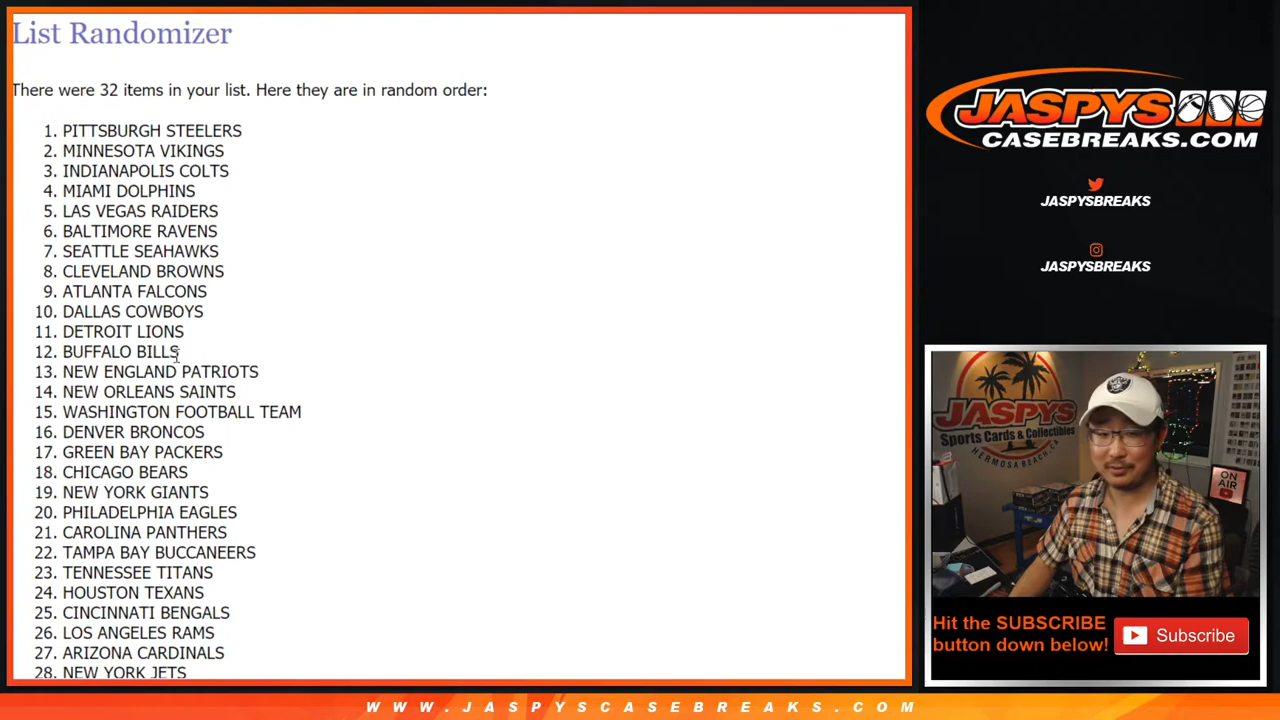 List Randomizer
There were 32 items in your list. Here they are in random order:
1. PITTSBURGH STEELERS
2. MINNESOTA VIKINGS
3. INDIANAPOLIS COLTS
4. MIAMI DOLPHINS
5. LAS VEGAS RAIDERS
6. BALTIMORE RAVENS
7. SEATTLE SEAHAWKS
8. CLEVELAND BROWNS
9. ATLANTA FALCONS
10. DALLAS COWBOYS
11. DETROIT LIONS
12. BUFFALO BILLS
13. NEW ENGLAND PATRIOTS
14. NEW ORLEANS SAINTS
15. WASHINGTON FOOTBALL TEAM
16. DENVER BRONCOS
17. GREEN BAY PACKERS
18. CHICAGO BEARS
19. NEW YORK GIANTS
20. PHILADELPHIA EAGLES
21. CAROLINA PANTHERS
22. TAMPA BAY BUCCANEERS
23. TENNESSEE TITANS
24. HOUSTON TEXANS
25. CINCINNATI BENGALS
26. LOS ANGELES RAMS
27. ARIZONA CARDINALS
28. NEW YORK JETS
JASPYS
CASEBREAKS.COM
JASPYSBREAKS
JASPYSBREAKS
JASPYS
Sports Cards & Collectibles
HERMOSA BEACH, CA
ON
AIR
Hit the SUBSCRIBE
button down below!
Subscribe
WWW.JASPYSCASEBREAKS.COM